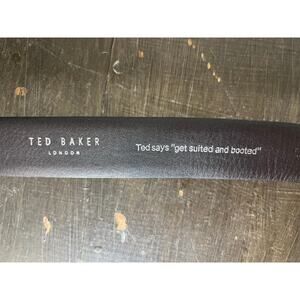 TED BAKER
LONDON
Ted says "get suited and booted"